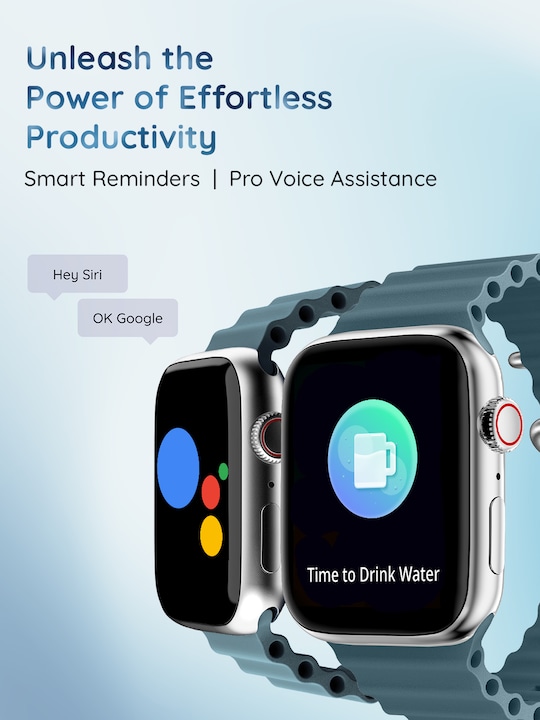 Unleash the
Power of Effortless
Productivity
Smart Reminders | Pro Voice Assistance
Hey Siri
OK Google
Time to Drink Water